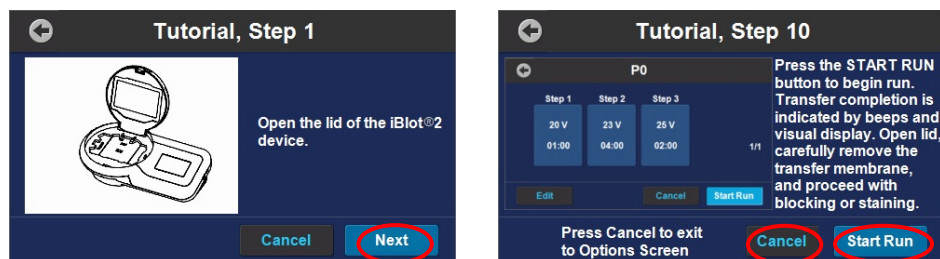 Tutorial, Step 1
Open the lid of the iBlot®2
device.
Cancel
Next
Tutorial, Step 10
P0
Step 1 Step 2 Step 3
20 V 23 V 25 V
01:00 04:00 02:00
1/1
Edit
Cancel
Start Run
Press the START RUN
button to begin run.
Transfer completion is
indicated by beeps and
visual display. Open lid,
carefully remove the
transfer membrane,
and proceed with
blocking or staining.
Press Cancel to exit
to Options Screen
Cancel
Start Run